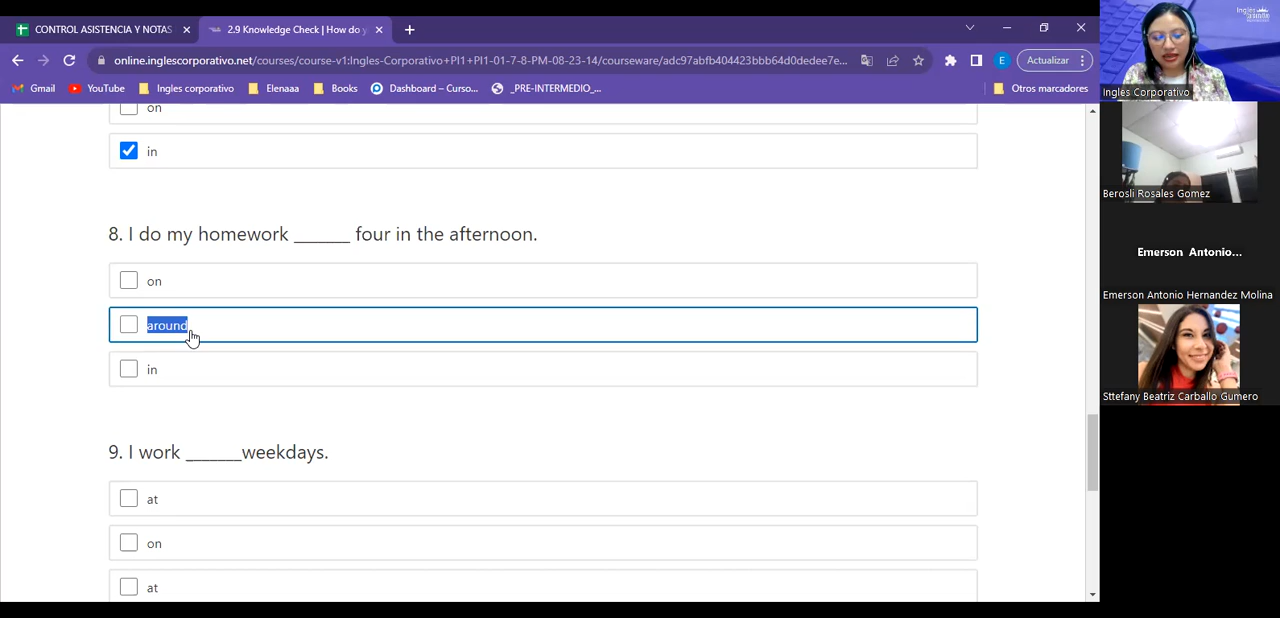 CONTROL ASISTENCIA Y NOTAS
2.9 Knowledge Check | How do y
online.inglescorporativo.net/courses/course-v1:Ingles-Corporativo+PI1+PI1-01-7-8-PM-08-23-14/courseware/adc97abfb404423bbb64d0dedee7e...
E
Actualizar
Gmail
YouTube
Ingles corporativo
Elenaaa
Books
Dashboard – Curso...
_PRE-INTERMEDIO_...
Otros marcadores
on
in
8. I do my homework ______ four in the afternoon.
on
around
in
9. I work ______weekdays.
at
on
at
Ingles Corporativo
Berosli Rosales Gomez
Emerson Antonio...
Emerson Antonio Hernandez Molina
Sttefany Beatriz Carballo Gumero